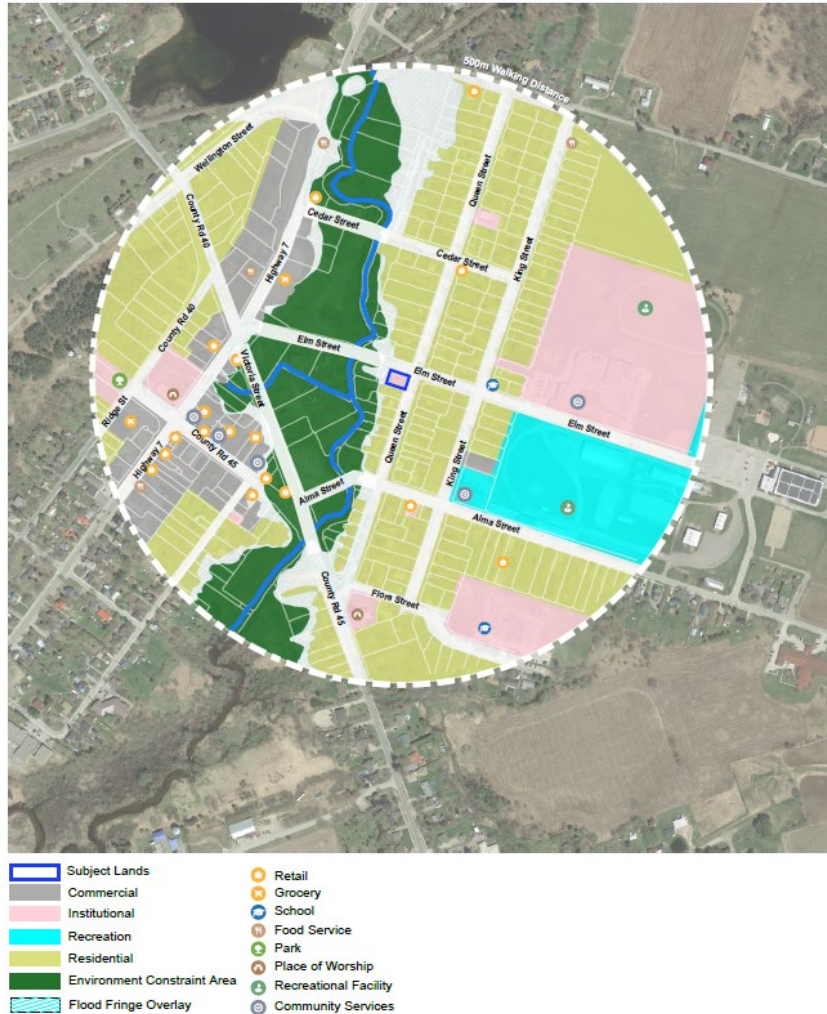 500m Walking Distance
Wellington Street
County Rd 40
Highway 7
Cedar Street
Queen Street
King Street
Cedar Street
County Rd 40
Elm Street
Victoria Street
Elm Street
Ridge St
Highway 7
County Rd 45
Queen Street
King Street
Elm Street
Alma Street
Alma Street
County Rd 45
Flora Street
Subject Lands
Commercial
Institutional
Recreation
Residential
Environment Constraint Area
Flood Fringe Overlay
Retail
Grocery
School
Food Service
Park
Place of Worship
Recreational Facility
Community Services